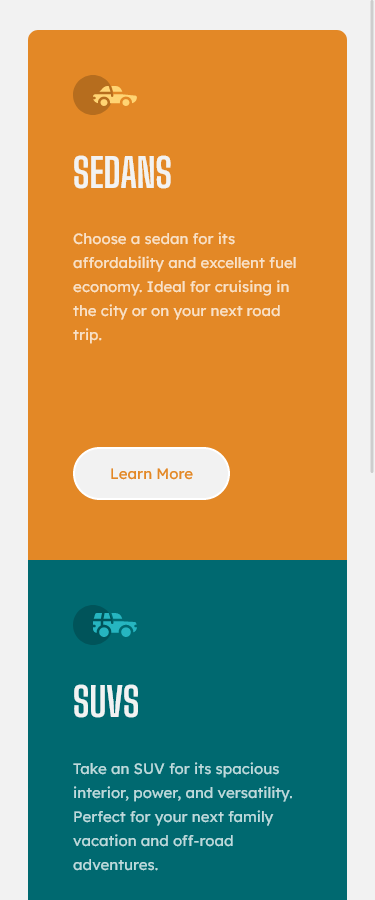 SEDANS
Choose a sedan for its
affordability and excellent fuel
economy. Ideal for cruising in
the city or on your next road
trip.
Learn More
SUVS
Take an SUV for its spacious
interior, power, and versatility.
Perfect for your next family
vacation and off-road
adventures.